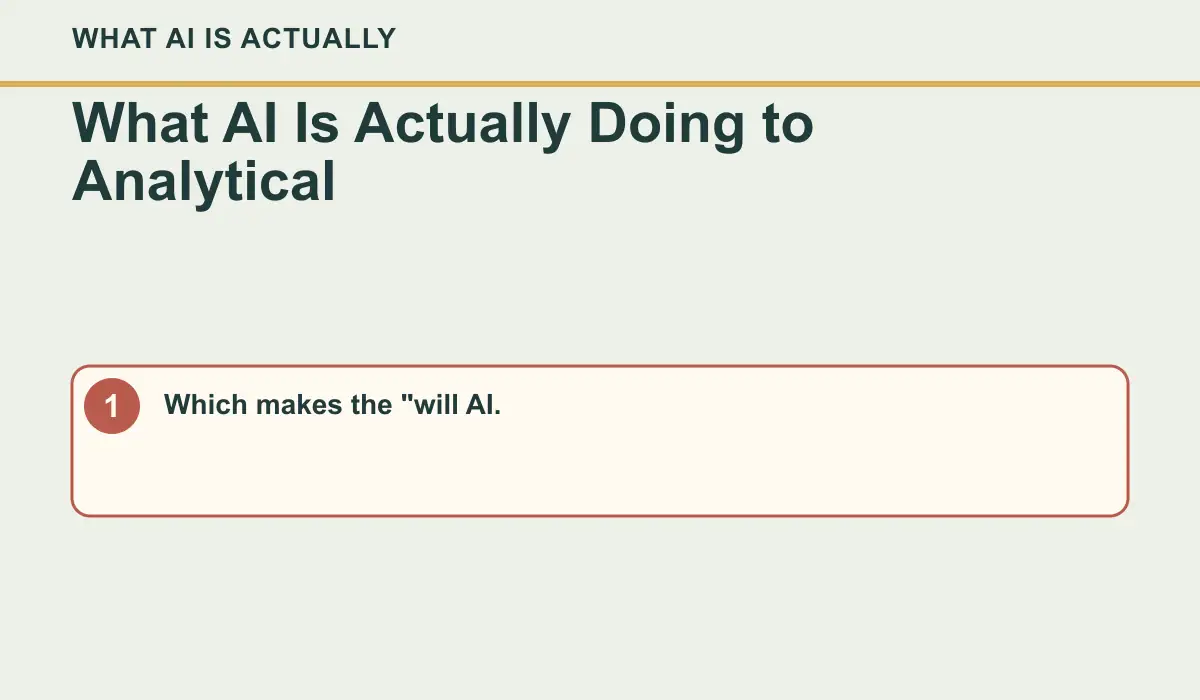 WHAT AI IS ACTUALLY
What AI Is Actually Doing to
Analytical
1
Which makes the "will AI.